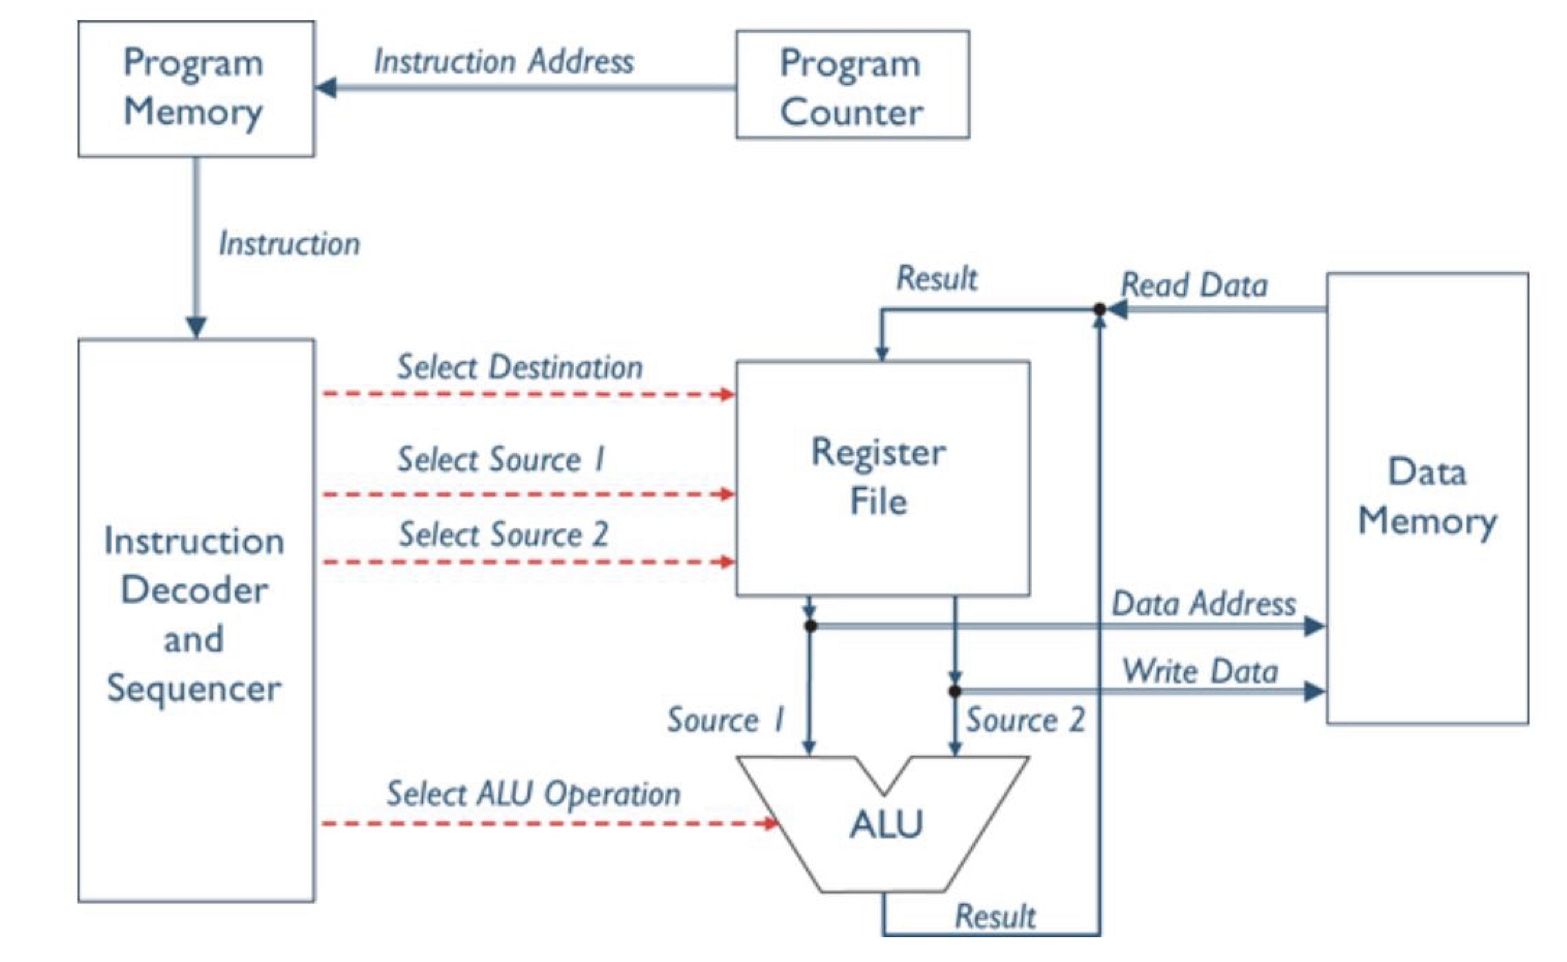 Program
Memory
Instruction Address
Program
Counter
Instruction
Result
Read Data
Select Destination
Select Source 1
Select Source 2
Register
File
Data
Memory
Instruction
Decoder
and
Sequencer
Data Address
Write Data
Source 1
Source 2
Select ALU Operation
ALU
Result